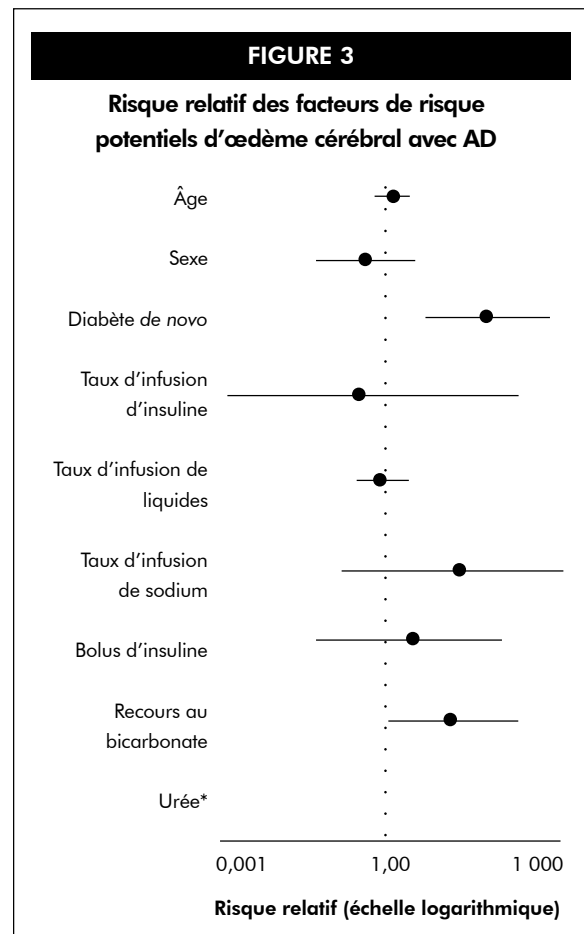 FIGURE 3
Risque relatif des facteurs de risque
potentiels d’œdème cérébral avec AD
Âge
Sexe
Diabète de novo
Taux d’infusion
d’insuline
Taux d’infusion de
liquides
Taux d’infusion
de sodium
Bolus d’insuline
Recours au
bicarbonate
Urée*
0,001 1,00 1 000
Risque relatif (échelle logarithmique)